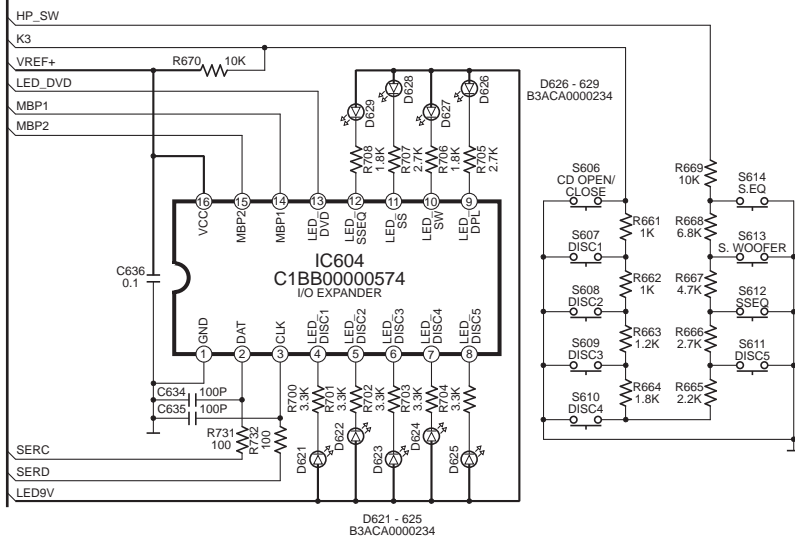 HP_SW
K3
VREF+
R670 10K
LED_DVD
MBP1
MBP2
D629
D628
D627
D626
D626 - 629
B3ACA0000234
R708
1.8K
R707
2.7K
R706
1.8K
R705
2.7K
16
15
14
13
12
11
10
9
VCC
MBP2
MBP1
LED_
DVD
LED_
SSEQ
LED_
SS
LED_
SW
LED_
DPL
IC604
C1BB00000574
I/O EXPANDER
C636
0.1
GND
DAT
CLK
LED_
DISC1
LED_
DISC2
LED_
DISC3
LED_
DISC4
LED_
DISC5
1
2
3
4
5
6
7
8
C634 100P
C635 100P
R731
100
R732
100
R700
3.3K
R701
3.3K
R702
3.3K
R703
3.3K
R704
3.3K
D621
D622
D623
D624
D625
SERC
SERD
LED9V
D621 - 625
B3ACA0000234
S606
CD OPEN/
CLOSE
R661
1K
S607
DISC1
R662
1K
S608
DISC2
R663
1.2K
S609
DISC3
R664
1.8K
S610
DISC4
R669
10K
S614
S.EQ
R668
6.8K
S613
S. WOOFER
R667
4.7K
S612
SSEQ
R666
2.7K
S611
DISC5
R665
2.2K